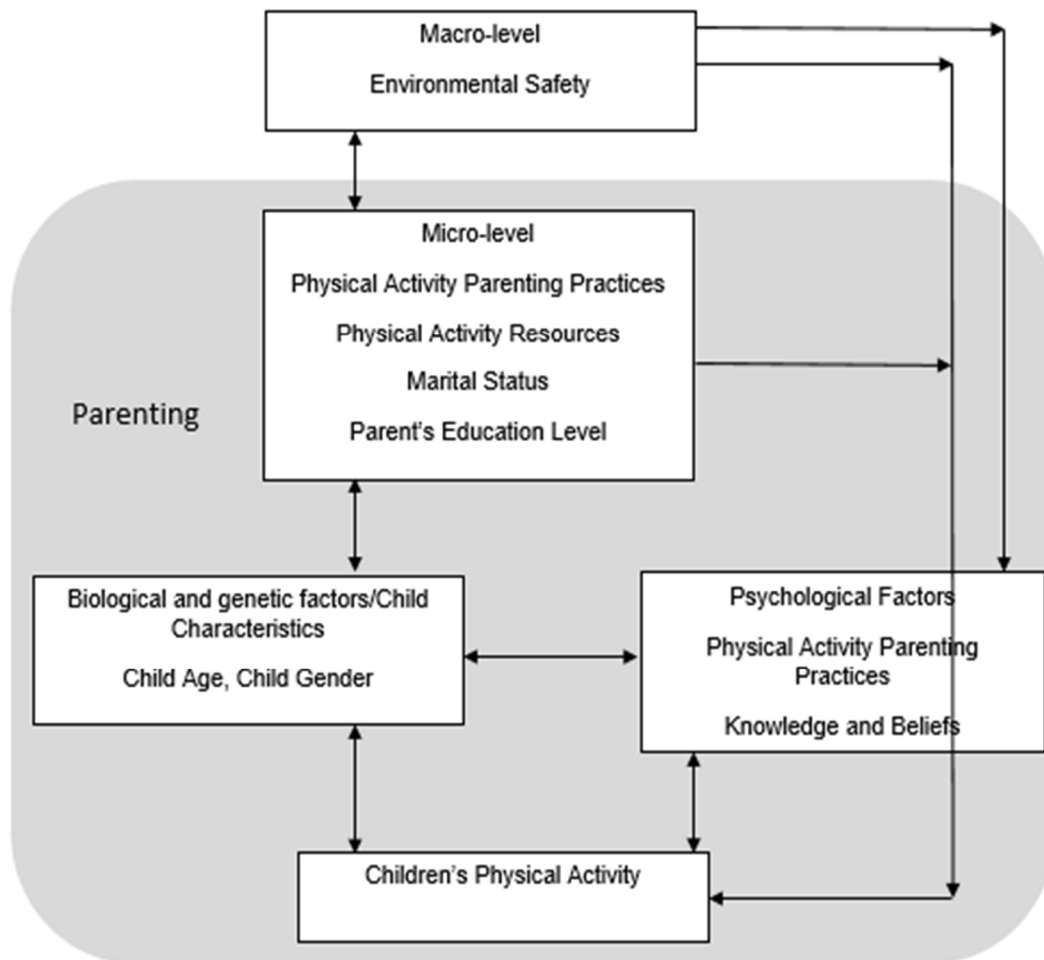 Macro-level
Environmental Safety
Micro-level
Physical Activity Parenting Practices
Physical Activity Resources
Marital Status
Parent's Education Level
Parenting
Biological and genetic factors/Child
Characteristics
Child Age, Child Gender
Psychological Factors
Physical Activity Parenting
Practices
Knowledge and Beliefs
Children's Physical Activity